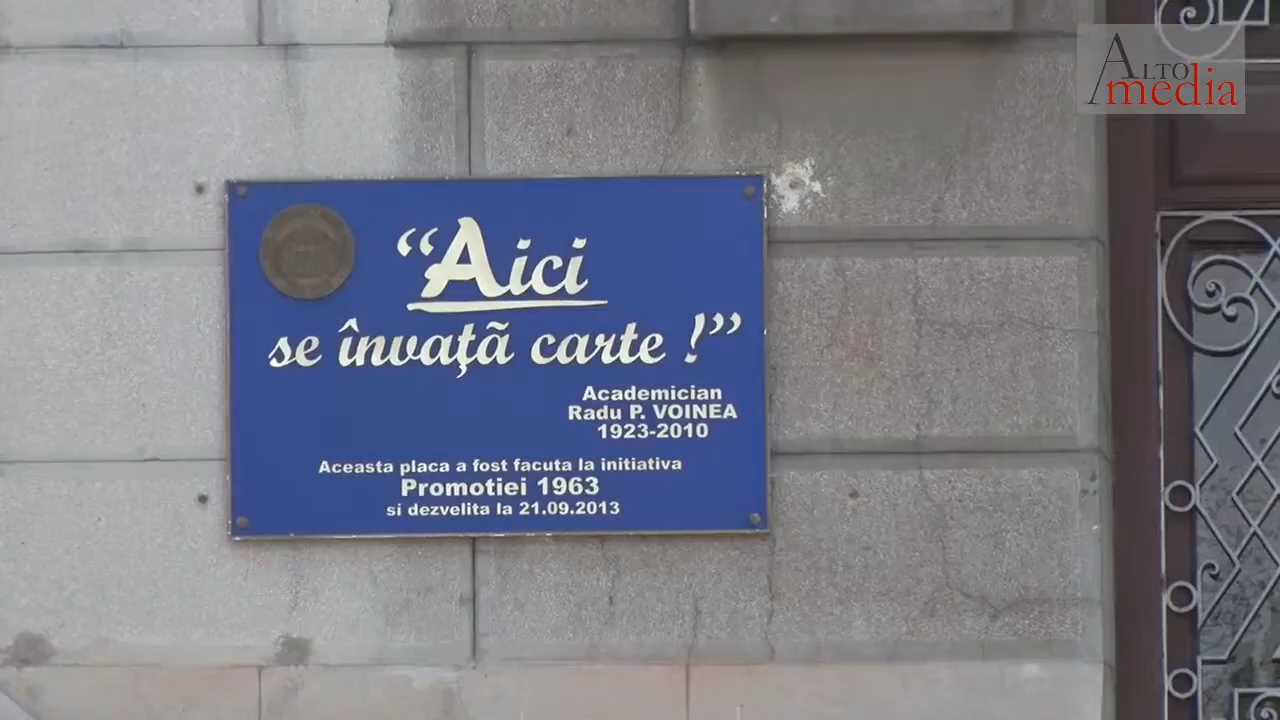 ALTO
media
“Aici
se învaţă carte !”
Academician
Radu P. VOINEA
1923-2010
Aceasta placa a fost facuta la initiativa
Promotiei 1963
si dezvelita la 21.09.2013